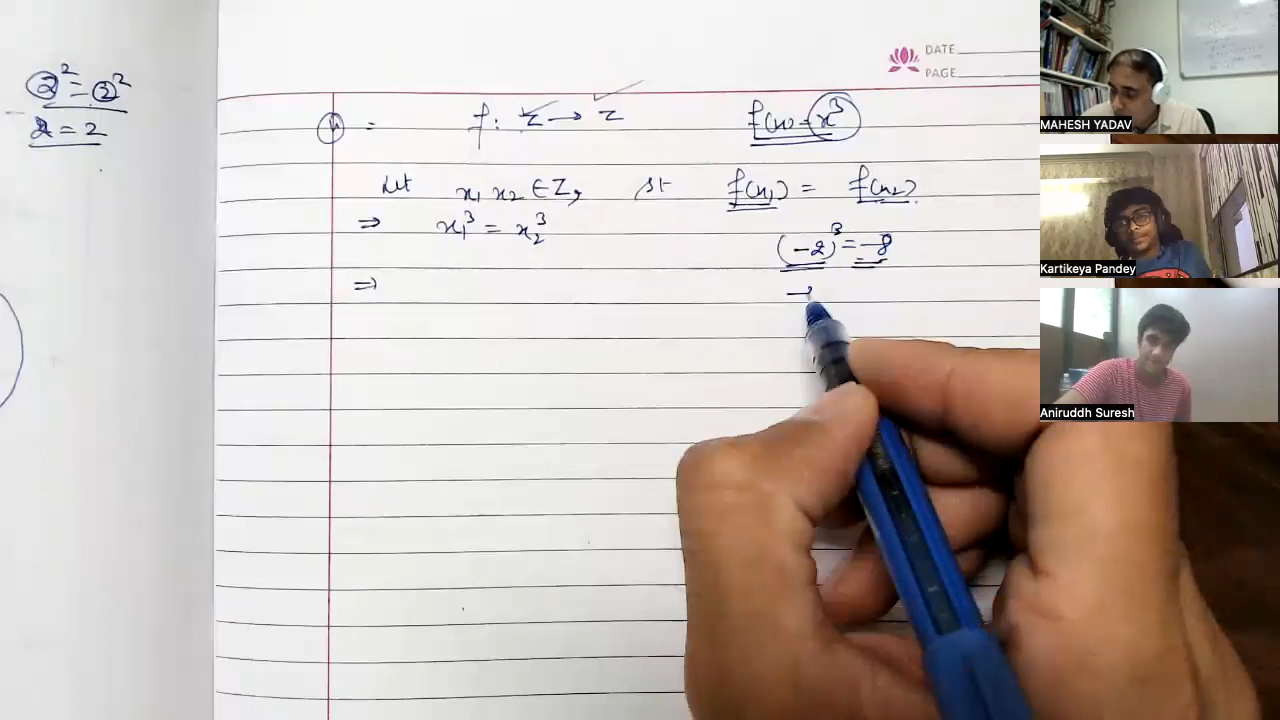 2² = 2²
2 = 2
DATE
PAGE
4 = f: Z → Z f(x) = x³
Let x₁ x₂ ∈ Z, st f(x₁) = f(x₂).
⇒ x₁³ = x₂³
(-2)³ = -8
⇒
MAHESH YADAV
Kartikeya Pandey
Aniruddh Suresh